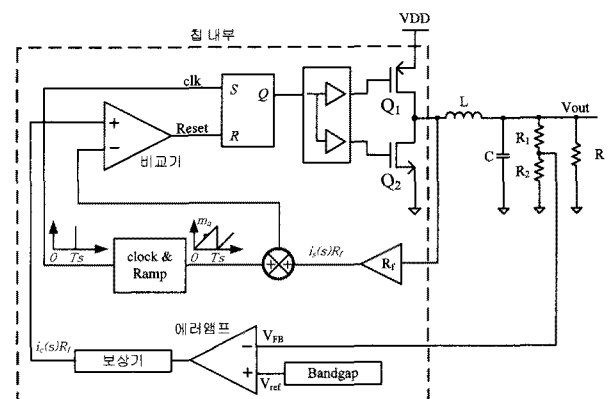 칩 내부
VDD
clk
S
Q
R
Reset
비교기
+
−
Q1
Q2
L
Vout
C
R1
R2
R
0 Ts
clock &
Ramp
ma
0 Ts
is(s)Rf
Rf
에러앰프
ic(s)Rf
보상기
VFB
−
+
Vref
Bandgap